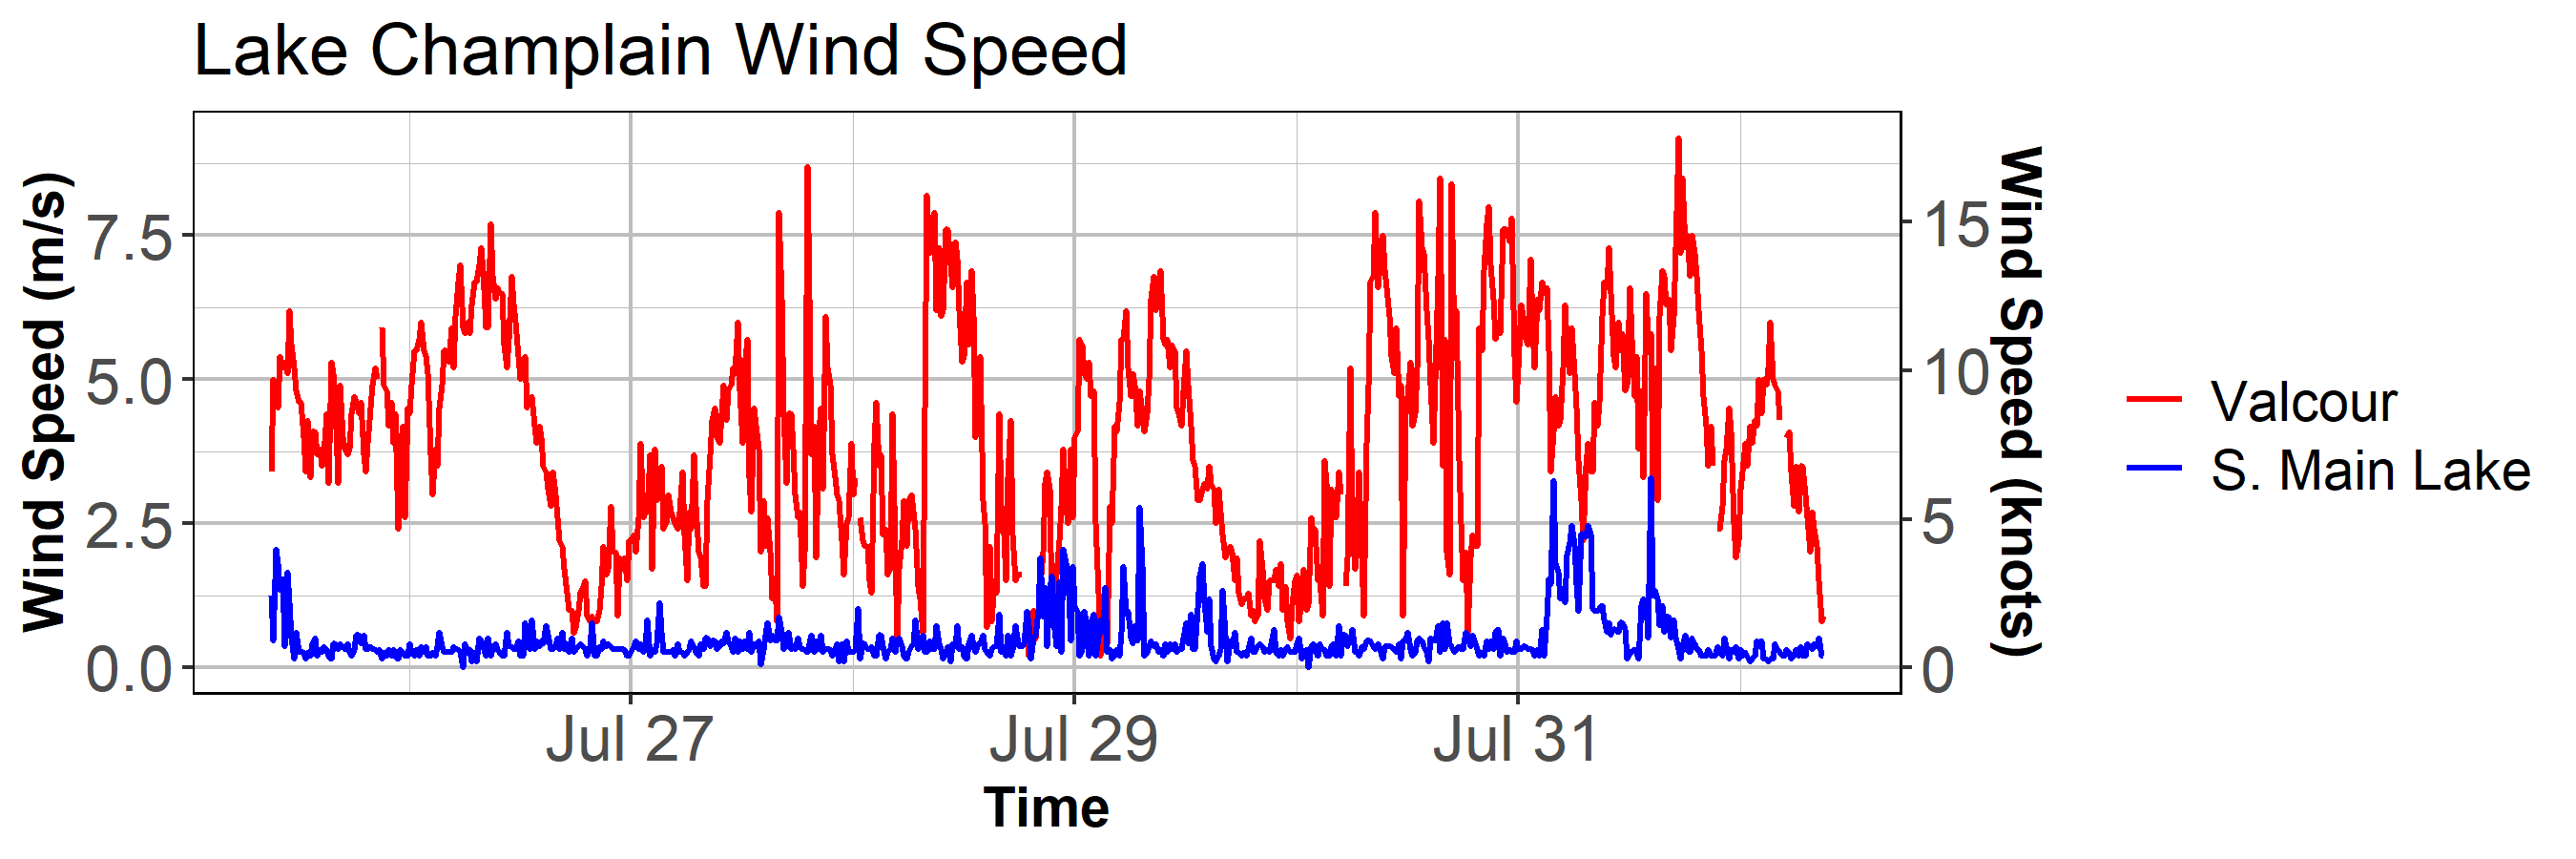 Lake Champlain Wind Speed
Wind Speed (m/s)
7.5
5.0
2.5
0.0
15
10
5
0
Wind Speed (knots)
Jul 27
Jul 29
Jul 31
Time
Valcour
S. Main Lake